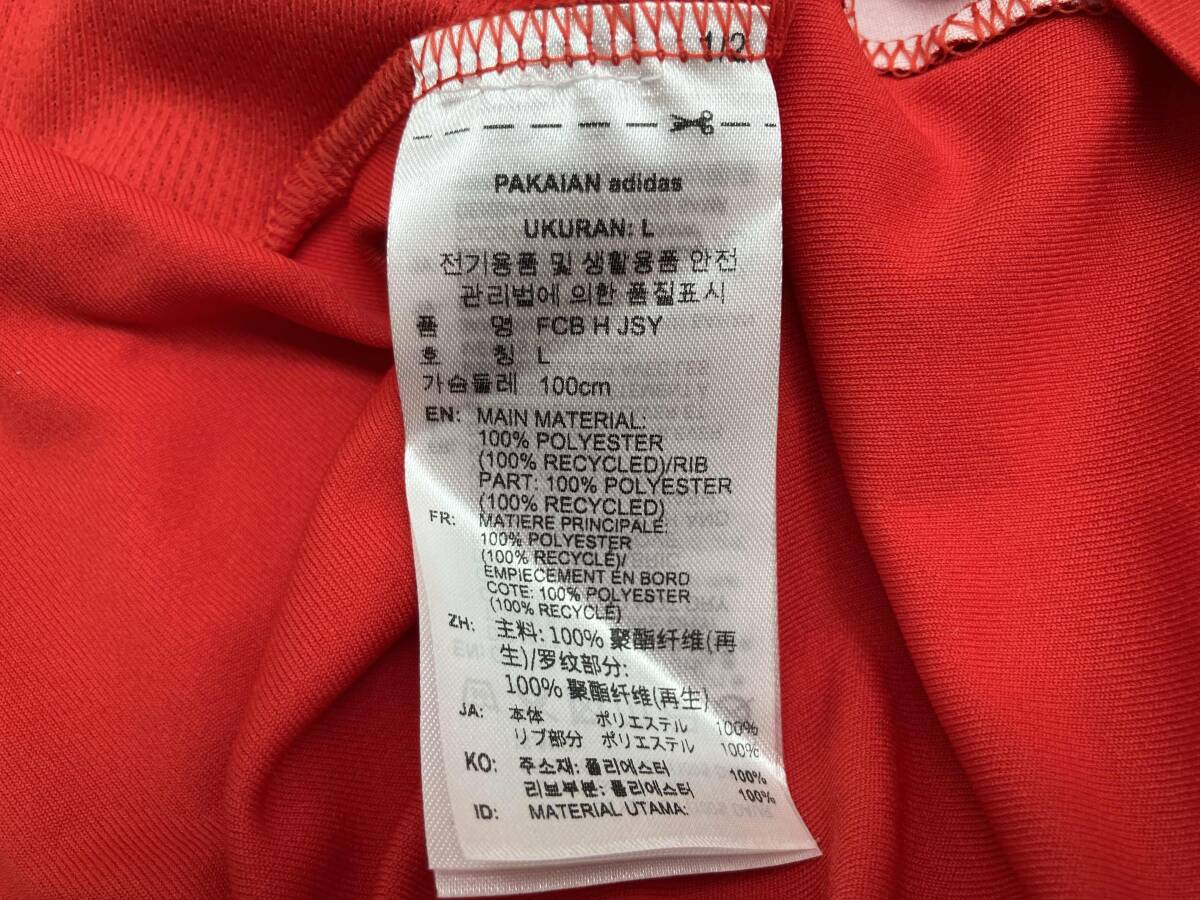 1/2
PAKAIAN adidas
UKURAN: L
전기용품 및 생활용품 안전
관리법에 의한 품질표시
품 명 FCB H JSY
호 칭 L
가슴둘레 100cm
EN: MAIN MATERIAL:
100% POLYESTER
(100% RECYCLED)/RIB
PART: 100% POLYESTER
(100% RECYCLED)
FR: MATIERE PRINCIPALE:
100% POLYESTER
(100% RECYCLÉ)/
EMPIECEMENT EN BORD
COTE: 100% POLYESTER
(100% RECYCLÉ)
ZH: 主料: 100% 聚酯纤维(再
生)/罗纹部分:
100% 聚酯纤维(再生)
JA: 本体 ポリエステル 100%
リブ部分 ポリエステル 100%
KO: 주소재: 폴리에스터 100%
리브부분: 폴리에스터 100%
ID: MATERIAL UTAMA: